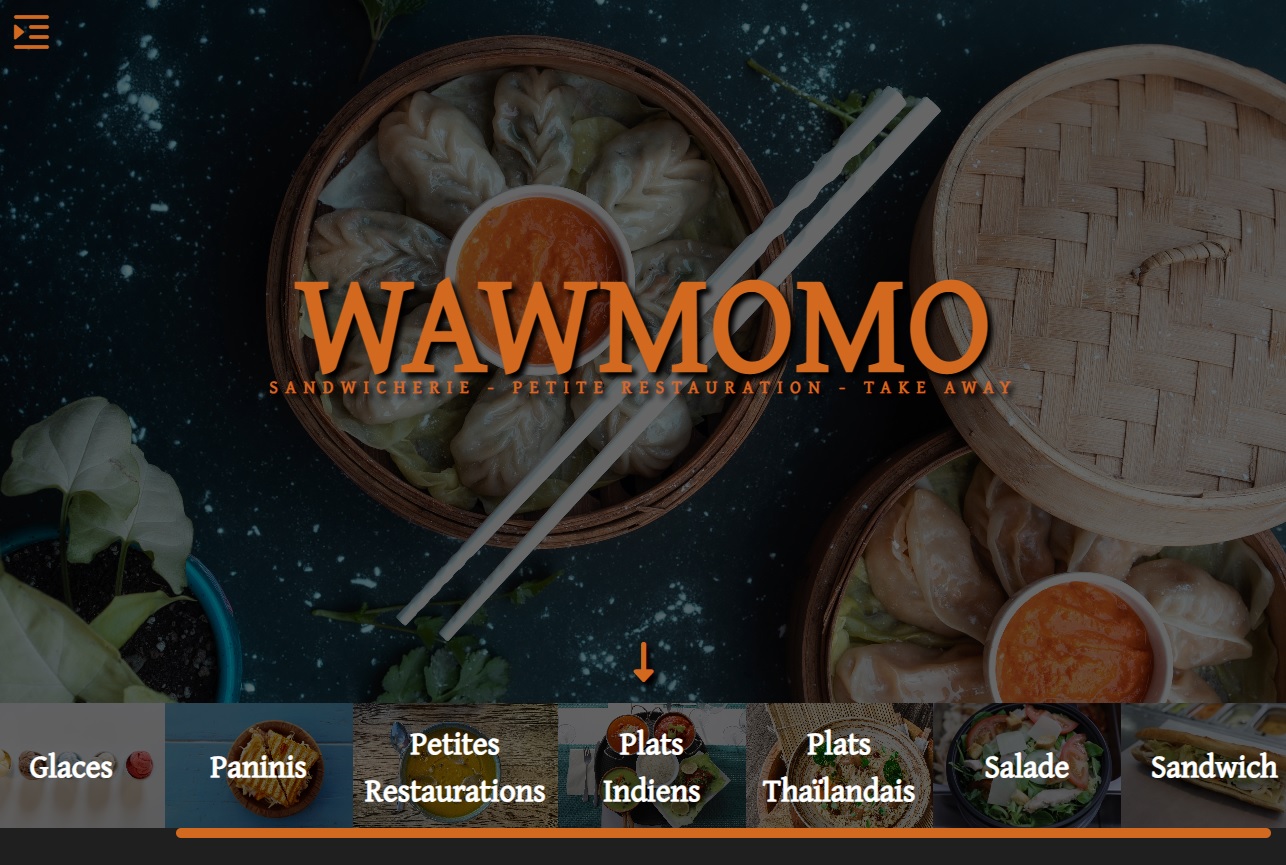 WAWMOMO
SANDWICHERIE - PETITE RESTAURATION - TAKE AWAY
Glaces
Paninis
Petites
Restaurations
Plats
Indiens
Plats
Thaïlandais
Salade
Sandwich